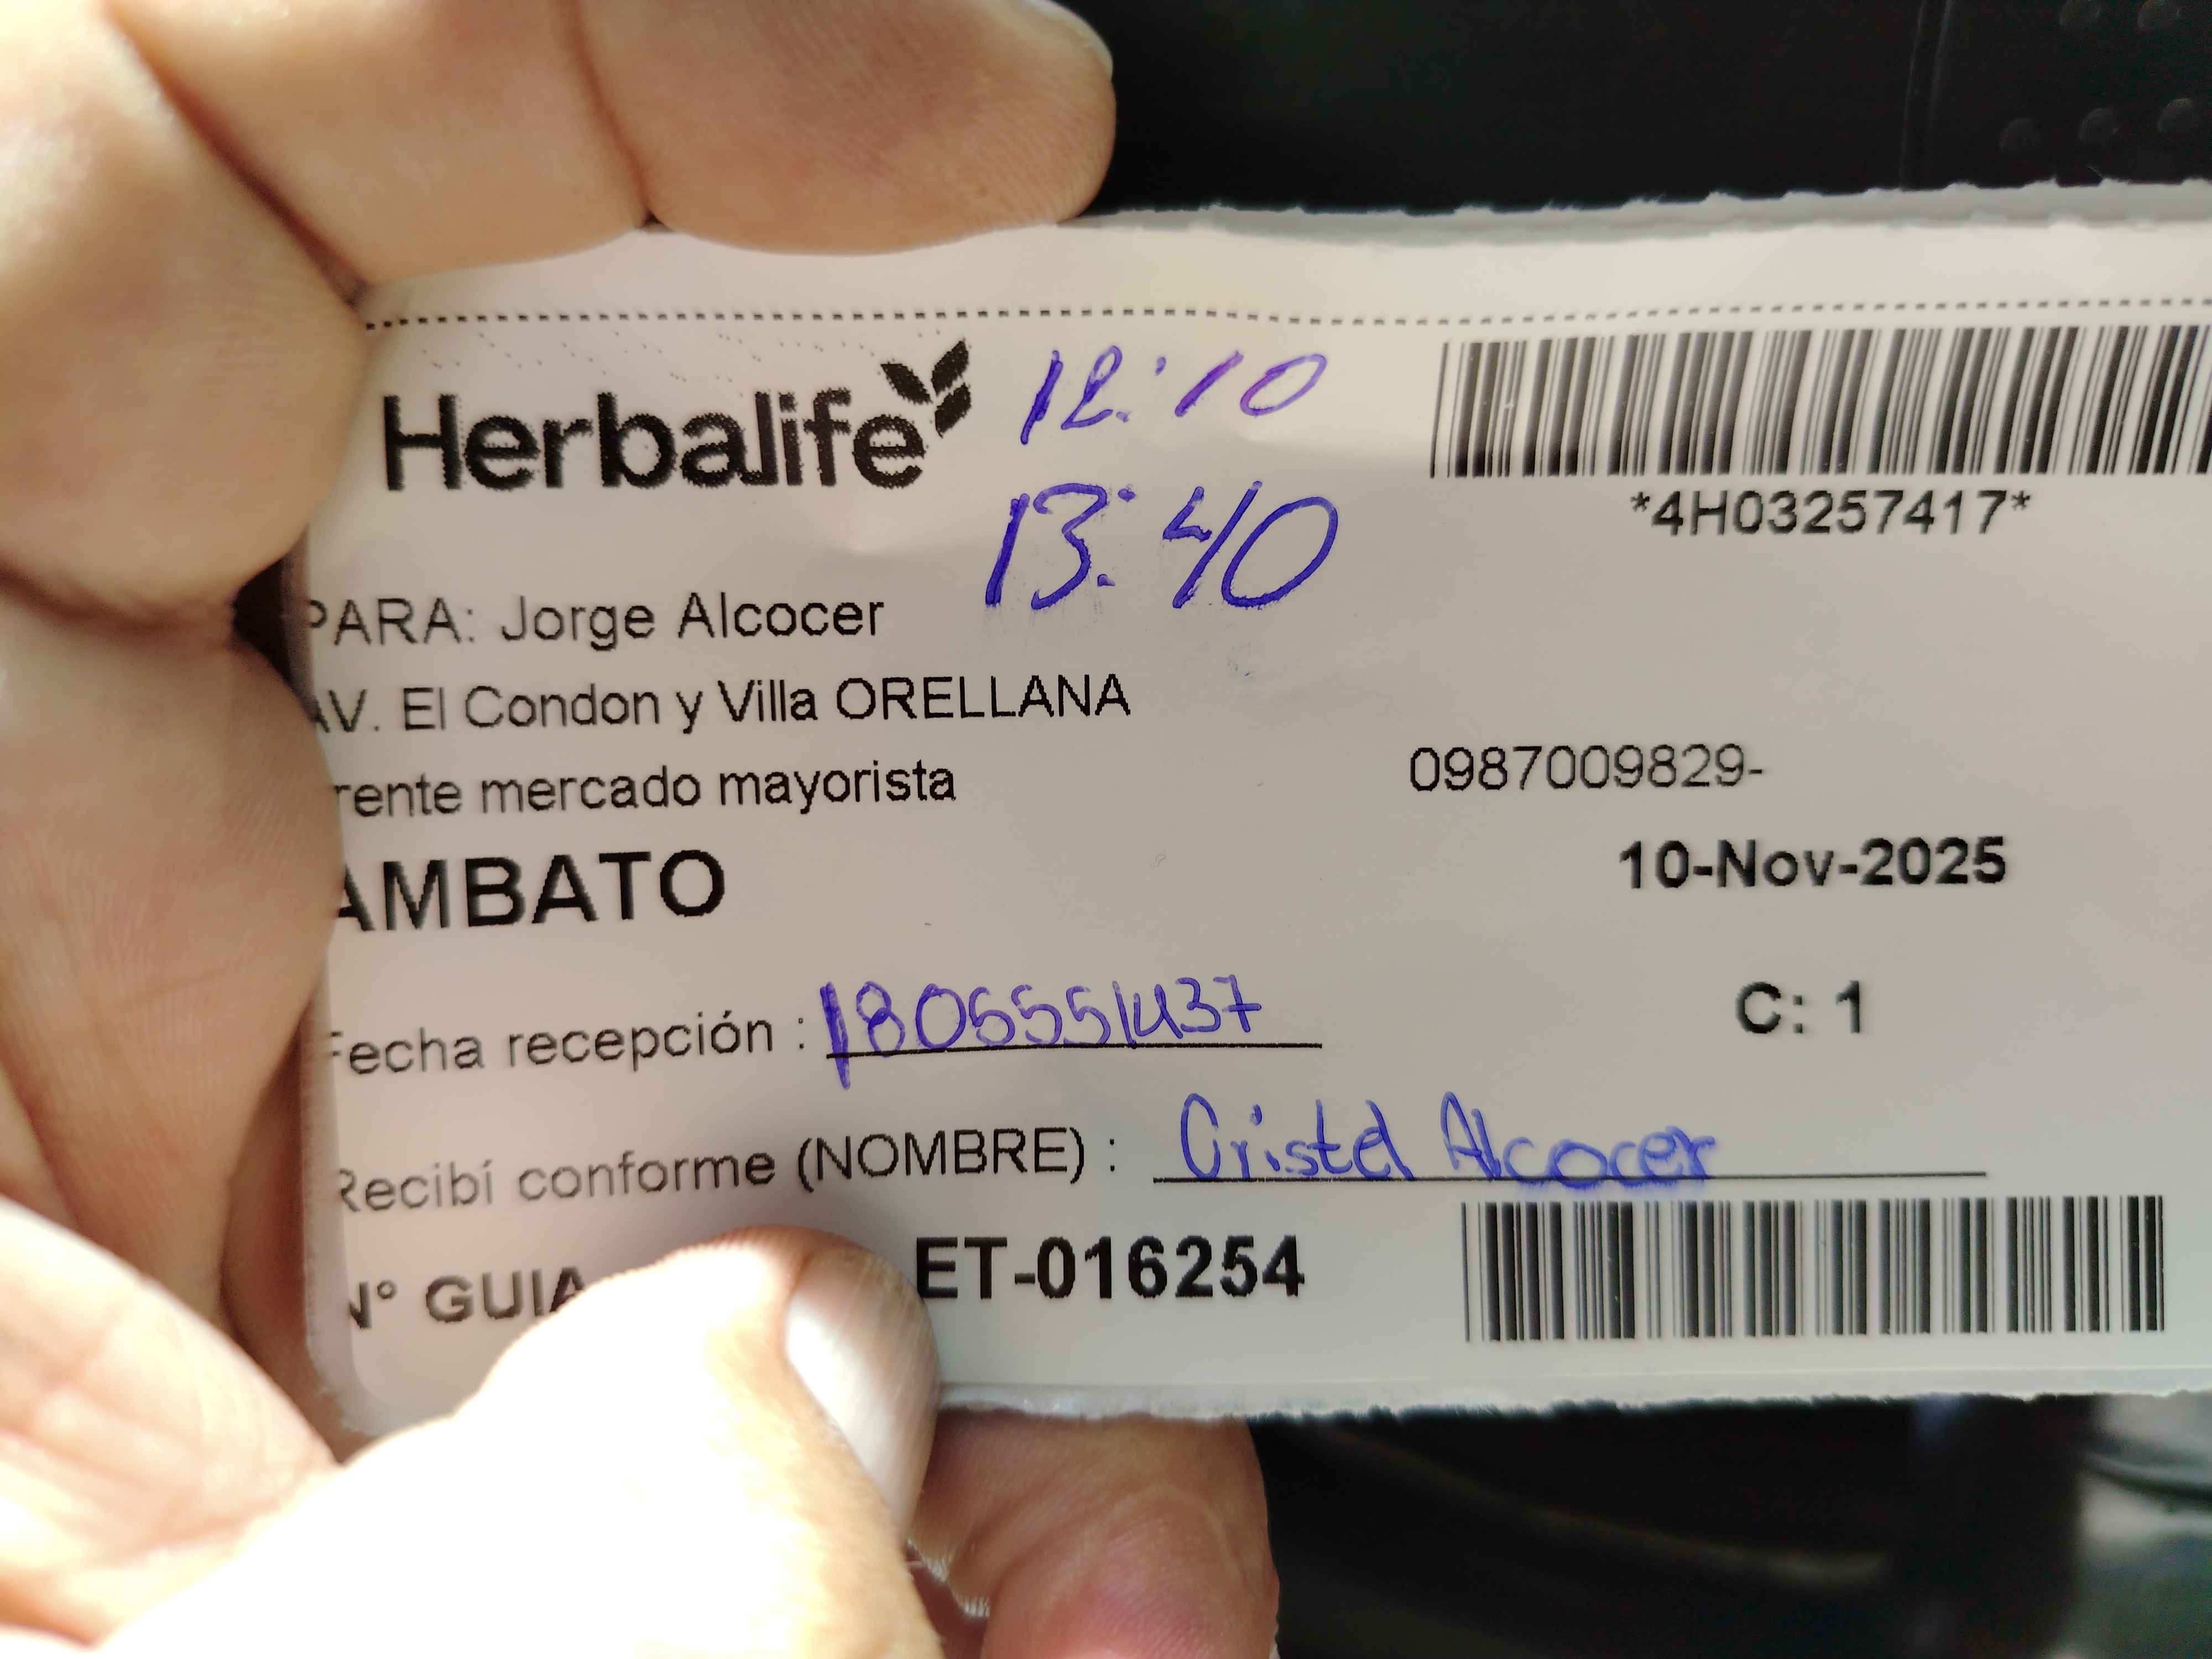 Herbalife
12:10
13:40
*4H03257417*
PARA: Jorge Alcocer
AV. El Condon y Villa ORELLANA
rente mercado mayorista
0987009829-
AMBATO
10-Nov-2025
Fecha recepción : 1805551437
C: 1
Recibí conforme (NOMBRE) : Cristel Alcocer
N° GUIA
ET-016254